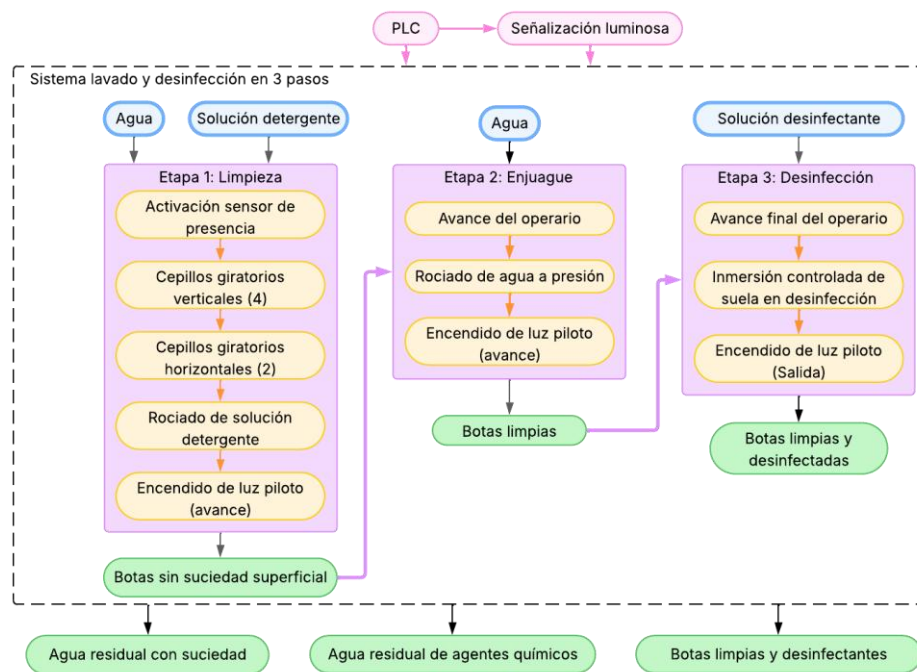 PLC
Señalización luminosa
Sistema lavado y desinfección en 3 pasos
Agua
Solución detergente
Etapa 1: Limpieza
Activación sensor de
presencia
Cepillos giratorios
verticales (4)
Cepillos giratorios
horizontales (2)
Rociado de solución
detergente
Encendido de luz piloto
(avance)
Botas sin suciedad superficial
Agua
Etapa 2: Enjuague
Avance del operario
Rociado de agua a presión
Encendido de luz piloto
(avance)
Botas limpias
Solución desinfectante
Etapa 3: Desinfección
Avance final del operario
Inmersión controlada de
suela en desinfección
Encendido de luz piloto
(Salida)
Botas limpias y
desinfectadas
Agua residual con suciedad
Agua residual de agentes químicos
Botas limpias y desinfectantes